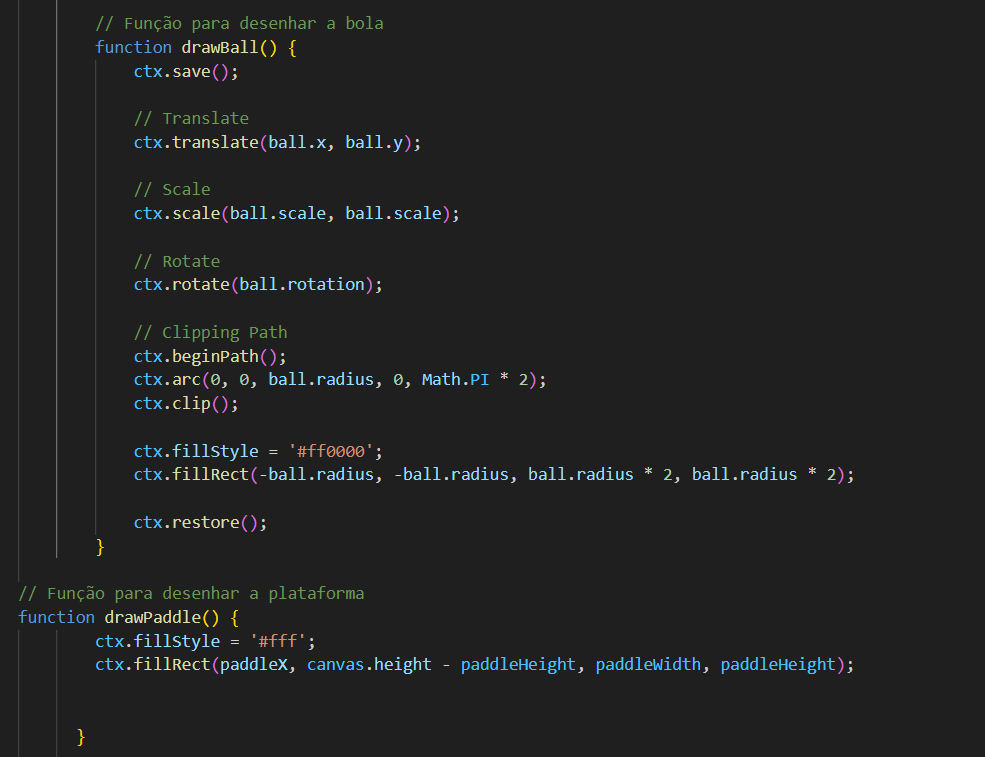 // Função para desenhar a bola
function drawBall() {
ctx.save();
// Translate
ctx.translate(ball.x, ball.y);
// Scale
ctx.scale(ball.scale, ball.scale);
// Rotate
ctx.rotate(ball.rotation);
// Clipping Path
ctx.beginPath();
ctx.arc(0, 0, ball.radius, 0, Math.PI * 2);
ctx.clip();
ctx.fillStyle = '#ff0000';
ctx.fillRect(-ball.radius, -ball.radius, ball.radius * 2, ball.radius * 2);
ctx.restore();
}
// Função para desenhar a plataforma
function drawPaddle() {
ctx.fillStyle = '#fff';
ctx.fillRect(paddleX, canvas.height - paddleHeight, paddleWidth, paddleHeight);
}